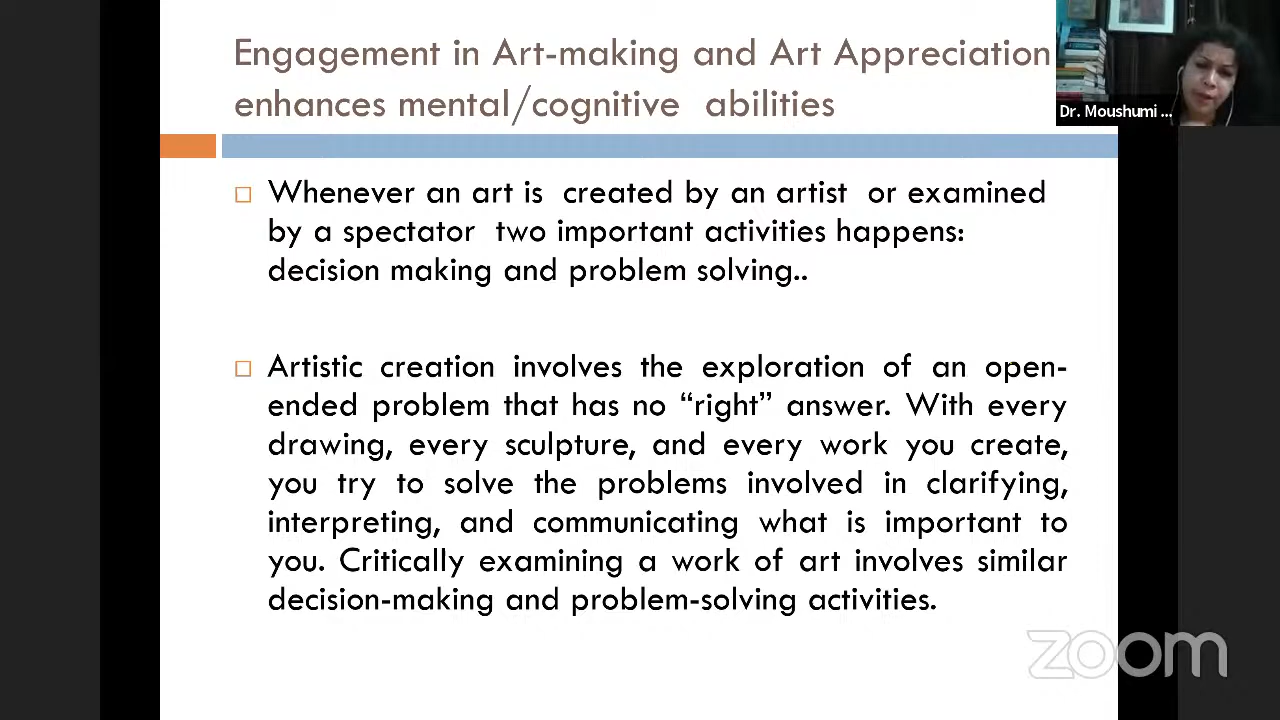 Engagement in Art-making and Art Appreciation
enhances mental/cognitive abilities
Dr. Moushumi ...
Whenever an art is created by an artist or examined
by a spectator two important activities happens:
decision making and problem solving..
Artistic creation involves the exploration of an open-
ended problem that has no “right” answer. With every
drawing, every sculpture, and every work you create,
you try to solve the problems involved in clarifying,
interpreting, and communicating what is important to
you. Critically examining a work of art involves similar
decision-making and problem-solving activities.
zoom